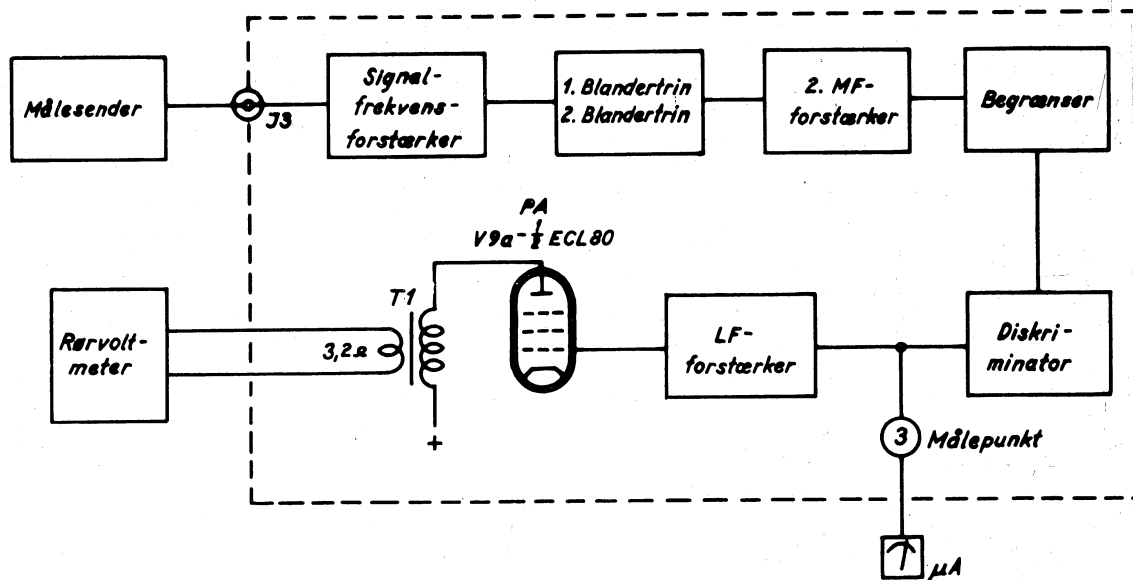 Målesender
J3
Signal-
frekvens-
forstærker
1. Blandertrin
2. Blandertrin
2. MF-
forstærker
Begrænser
PA
V9a - ½ ECL80
Rørvolt-
meter
3,2Ω
T1
+
LF-
forstærker
Diskri-
minator
3 Målepunkt
µA